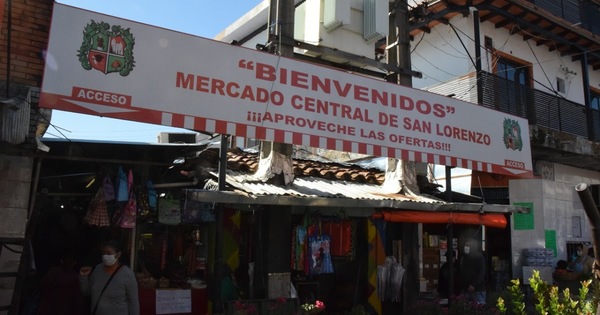 "BIENVENIDOS"
MERCADO CENTRAL DE SAN LORENZO
¡¡¡APROVECHE LAS OFERTAS!!!
ACCESO
ACCESO